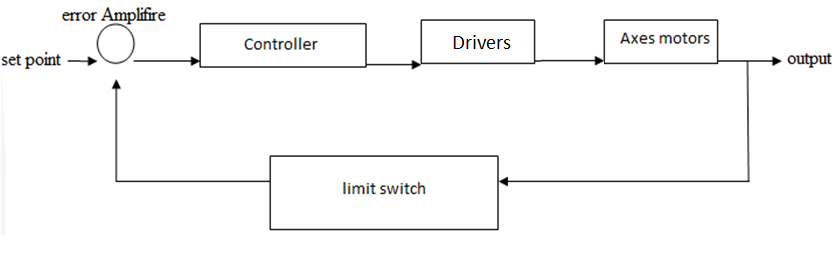 error Amplifire
set point
Controller
Drivers
Axes motors
output
limit switch